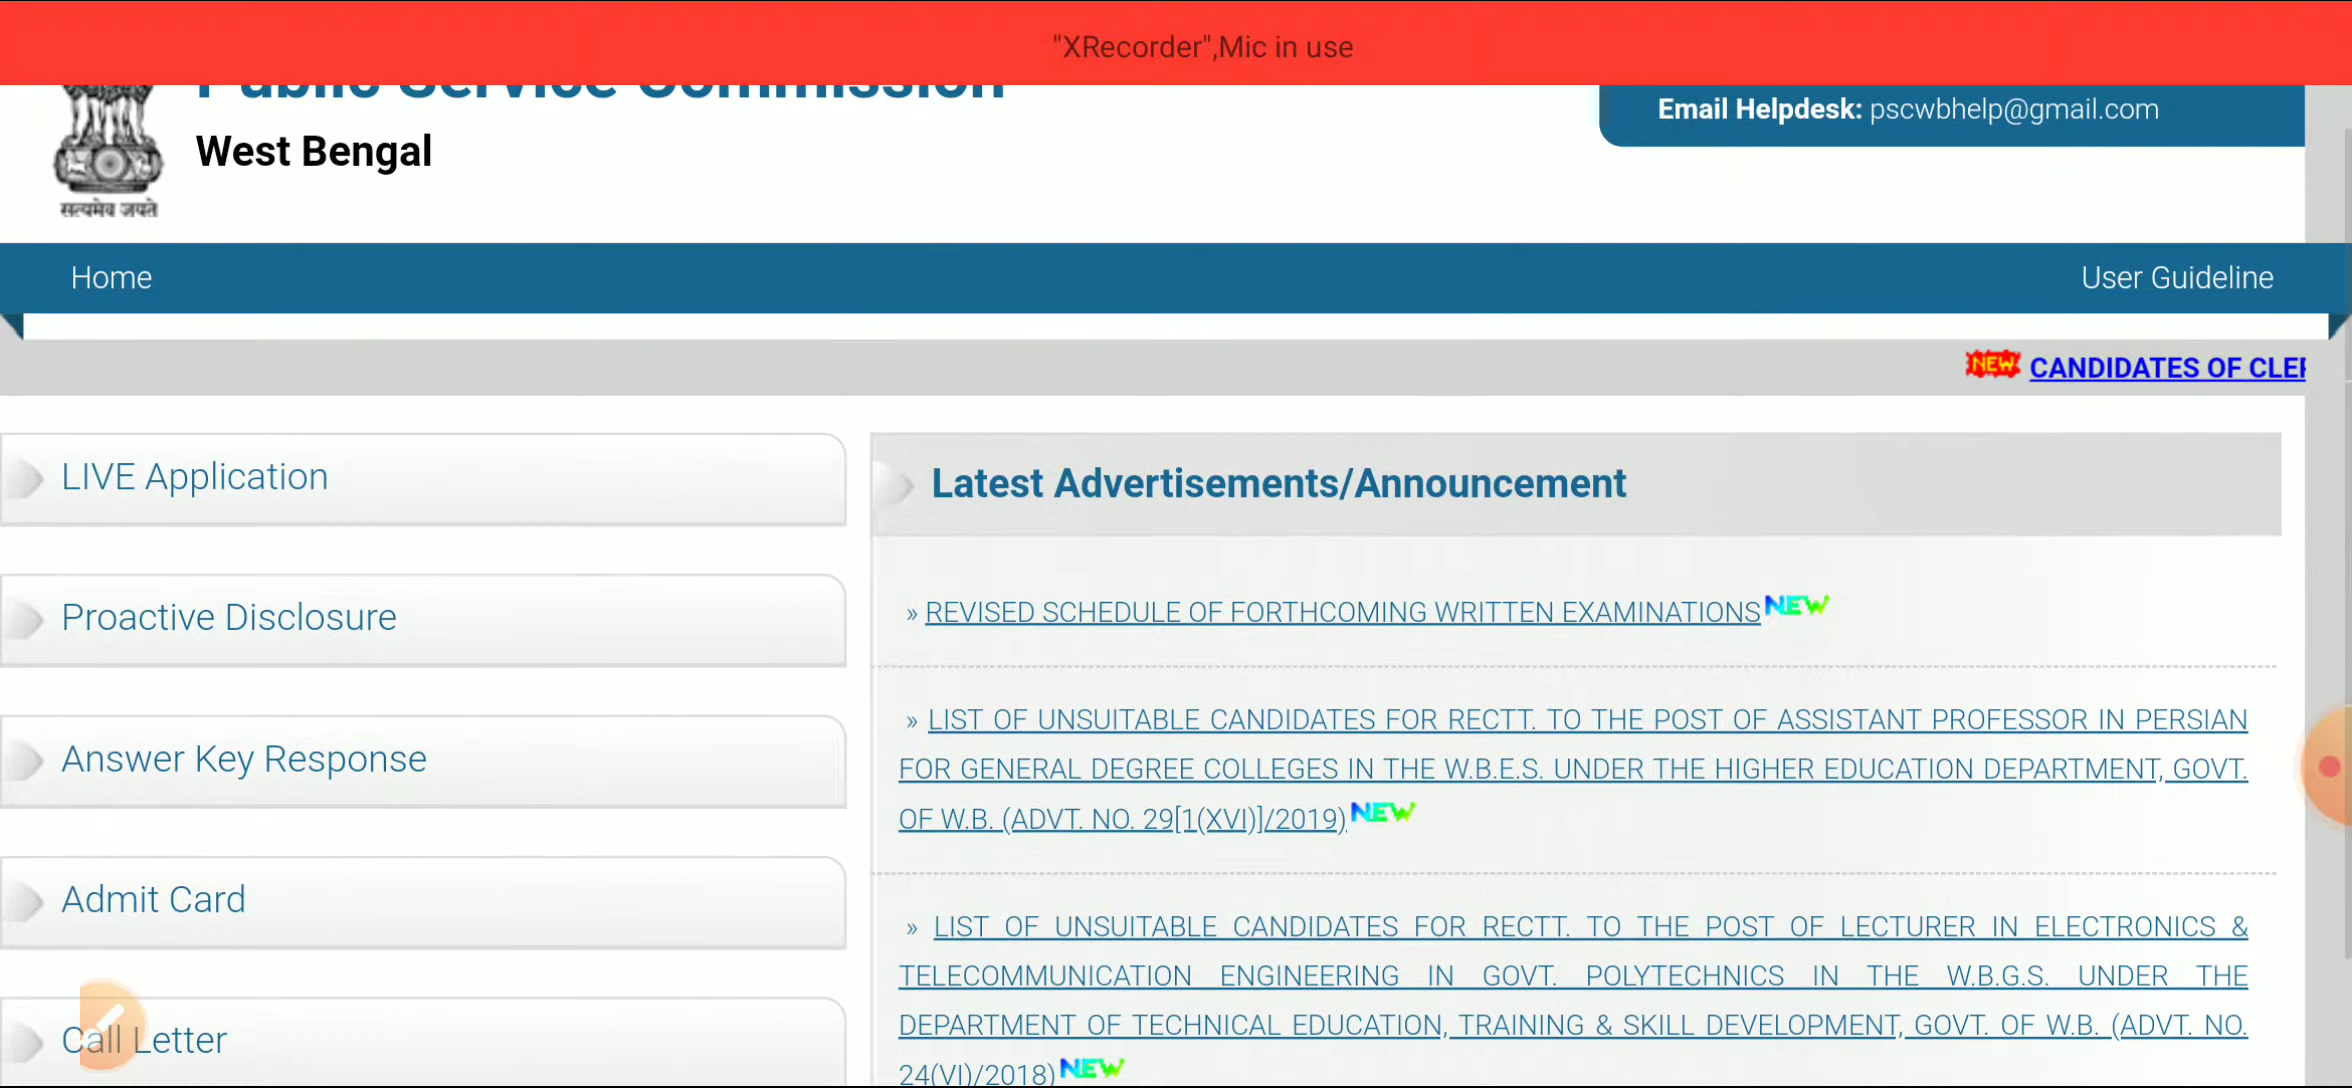 "XRecorder",Mic in use
Public Service Commission
West Bengal
सत्यमेव जयते
Email Helpdesk: pscwbhelp@gmail.com
Home
User Guideline
NEW CANDIDATES OF CLER
LIVE Application
Proactive Disclosure
Answer Key Response
Admit Card
Call Letter
Latest Advertisements/Announcement
» REVISED SCHEDULE OF FORTHCOMING WRITTEN EXAMINATIONS NEW
» LIST OF UNSUITABLE CANDIDATES FOR RECTT. TO THE POST OF ASSISTANT PROFESSOR IN PERSIAN
FOR GENERAL DEGREE COLLEGES IN THE W.B.E.S. UNDER THE HIGHER EDUCATION DEPARTMENT, GOVT.
OF W.B. (ADVT. NO. 29[1(XVI)]/2019) NEW
» LIST OF UNSUITABLE CANDIDATES FOR RECTT. TO THE POST OF LECTURER IN ELECTRONICS &
TELECOMMUNICATION ENGINEERING IN GOVT. POLYTECHNICS IN THE W.B.G.S. UNDER THE
DEPARTMENT OF TECHNICAL EDUCATION, TRAINING & SKILL DEVELOPMENT, GOVT. OF W.B. (ADVT. NO.
24(VI)/2018) NEW